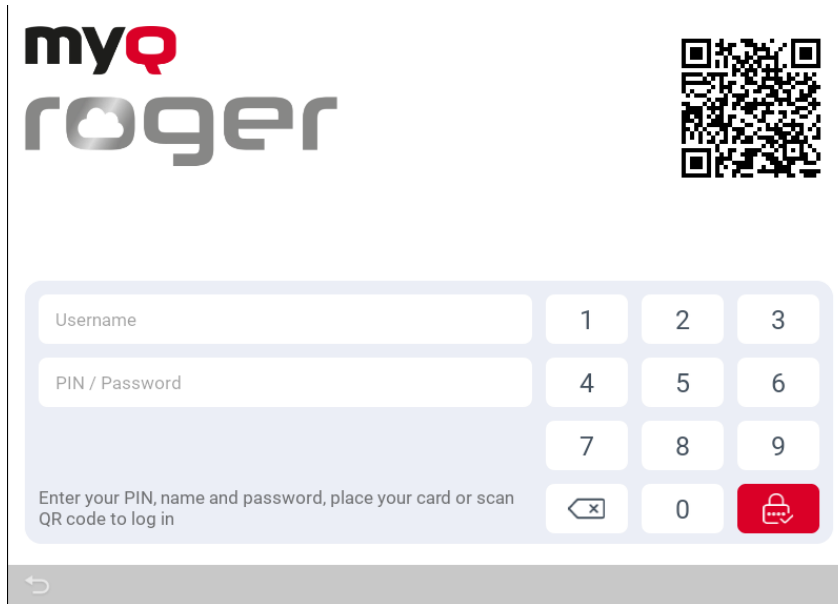 myQ
roger
Username
1 2 3
PIN / Password
4 5 6
7 8 9
Enter your PIN, name and password, place your card or scan
QR code to log in
0